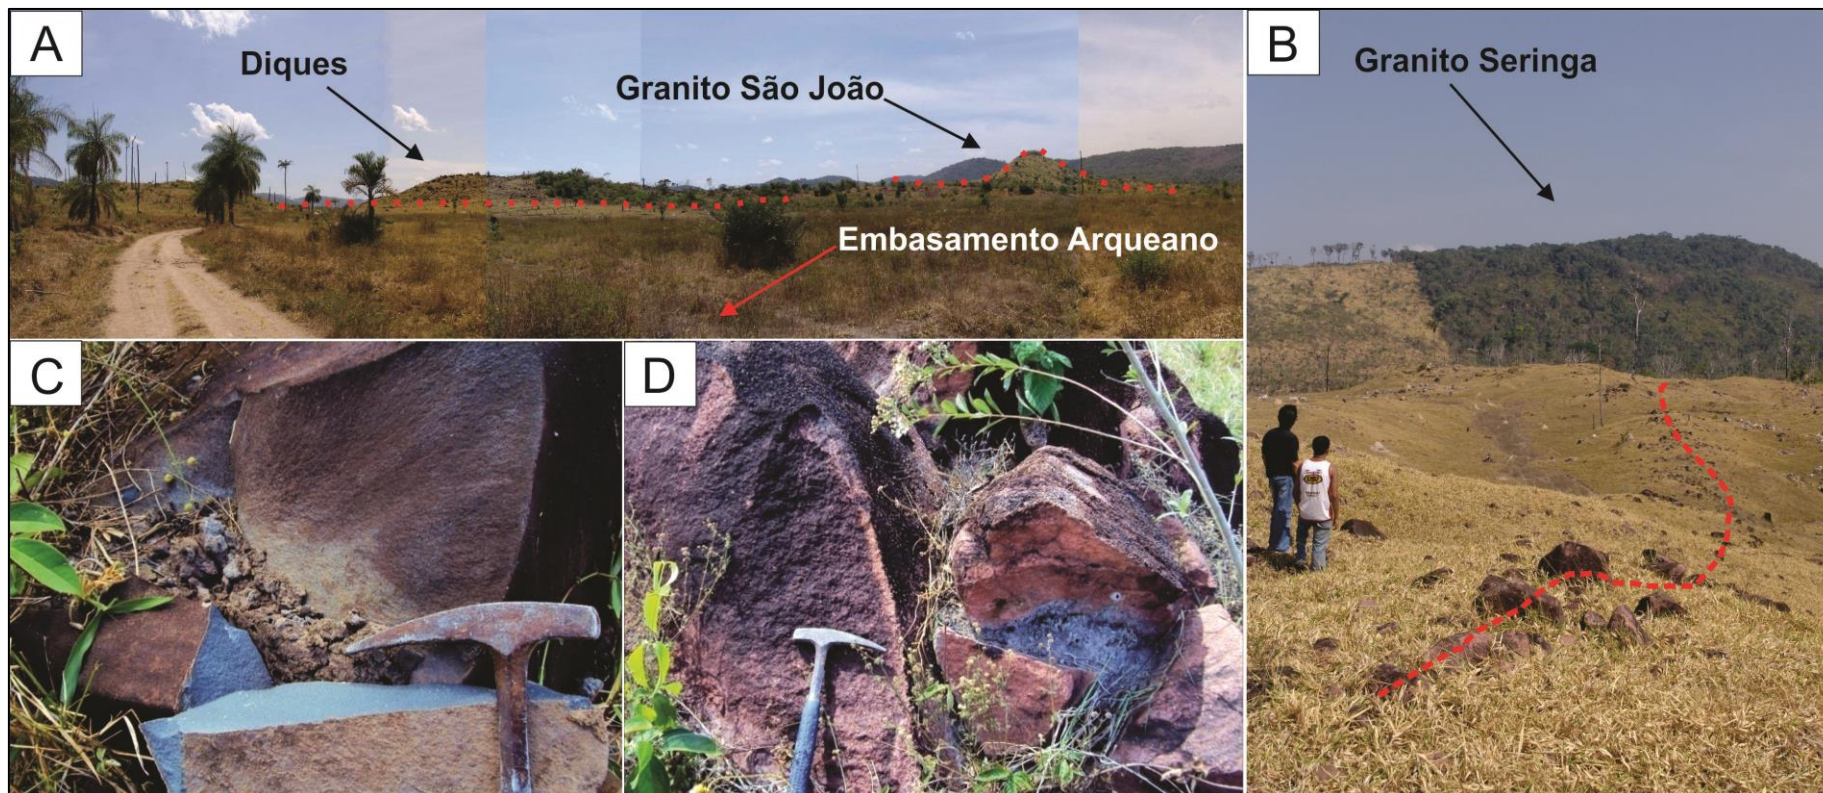 A
Diques
Granito São João
Embasamento Arqueano
B
Granito Seringa
C
D